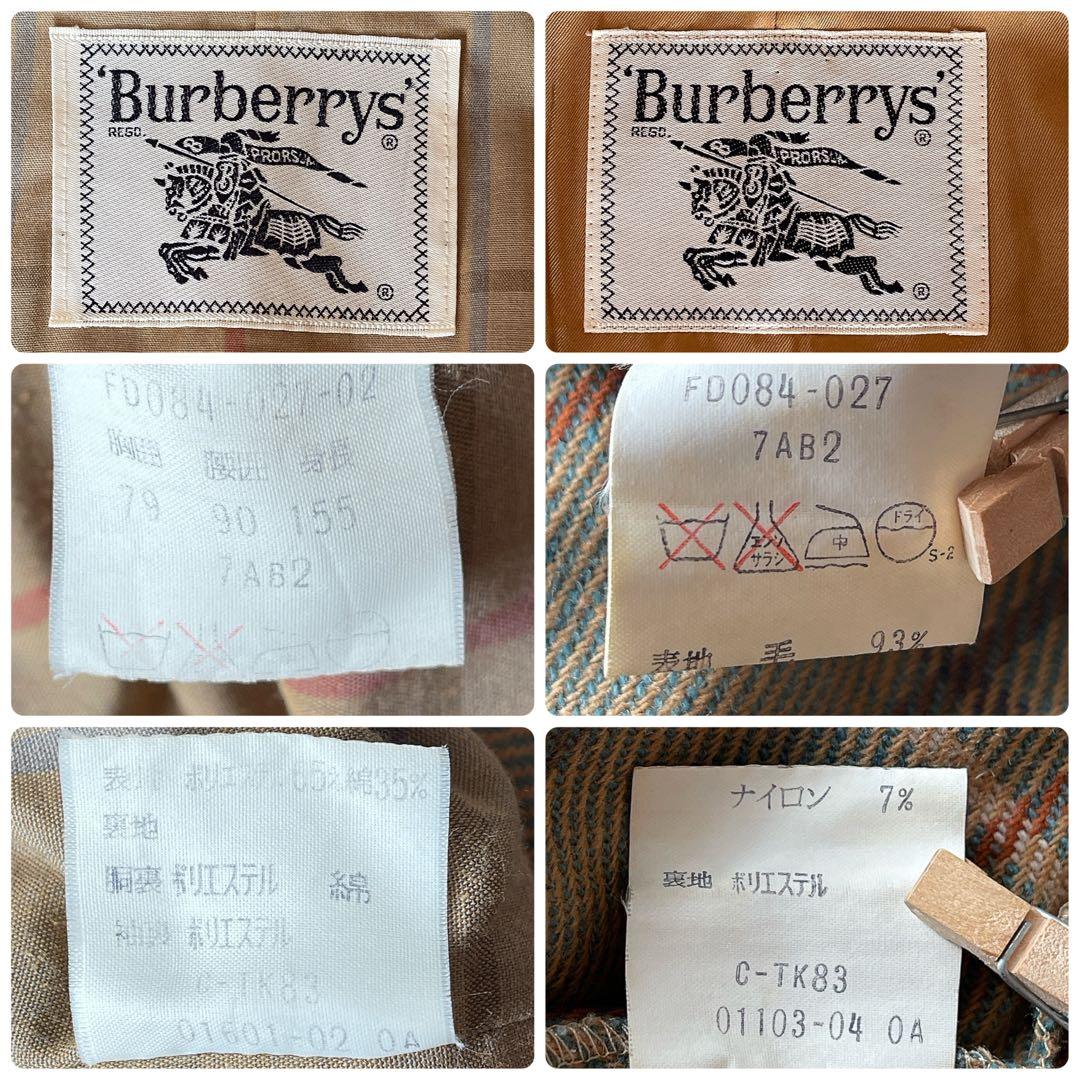 'Burberrys'
REGD.
®
PRORSUM
®
'Burberrys'
REGD.
®
PRORSUM
®
FD084-027-02
胸囲 腰囲 身長
79 90 155
7AB2
FD084-027
7AB2
エンソ
サラシ
中
ドライ
S-2
表地 毛 93%
表地 ポリエステル65% 綿35%
裏地
胴裏 ポリエステル 綿
袖裏 ポリエステル
C-TK83
01601-02 0A
ナイロン 7%
裏地 ポリエステル
C-TK83
01103-04 0A